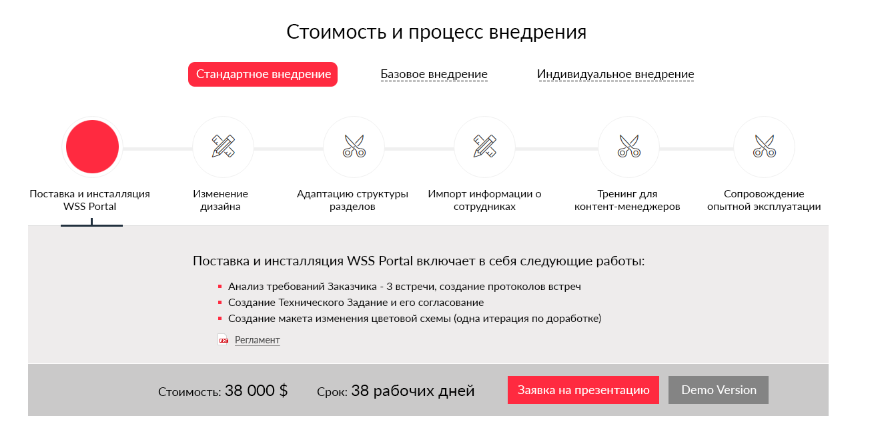 Стоимость и процесс внедрения
Стандартное внедрение
Базовое внедрение
Индивидуальное внедрение
Поставка и инсталляция
WSS Portal
Изменение
дизайна
Адаптацию структуры
разделов
Импорт информации о
сотрудниках
Тренинг для
контент-менеджеров
Сопровождение
опытной эксплуатации
Поставка и инсталляция WSS Portal включает в себя следующие работы:
Анализ требований Заказчика - 3 встречи, создание протоколов встреч
Создание Технического Задание и его согласование
Создание макета изменения цветовой схемы (одна итерация по доработке)
Регламент
Стоимость: 38 000 $
Срок: 38 рабочих дней
Заявка на презентацию
Demo Version